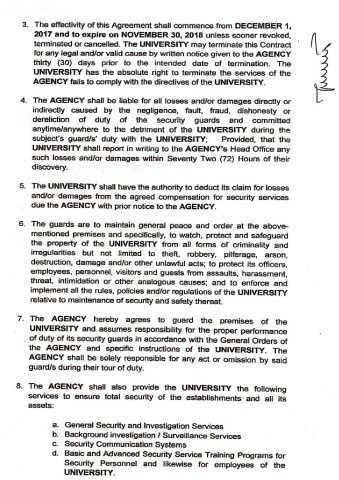 3. The effectivity of this Agreement shall commence from DECEMBER 1,
2017 and to expire on NOVEMBER 30, 2018 unless sooner revoked,
terminated or cancelled. The UNIVERSITY may terminate this Contract
for any legal and/or valid cause by written notice given to the AGENCY
thirty (30) days prior to the intended date of termination. The
UNIVERSITY has the absolute right to terminate the services of the
AGENCY fails to comply with the directives of the UNIVERSITY.
4. The AGENCY shall be liable for all losses and/or damages directly or
indirectly caused by the negligence, fault, fraud, dishonesty or
dereliction of duty of the security guards and committed
anytime/anywhere to the detriment of the UNIVERSITY during the
subject's guards/' duty with the UNIVERSITY; Provided, that the
UNIVERSITY shall report in writing to the AGENCY's Head Office any
such losses and/or damages within Seventy Two (72) Hours of their
discovery.
5. The UNIVERSITY shall have the authority to deduct its claim for losses
and/or damages from the agreed compensation for security services
due the AGENCY with prior notice to the AGENCY.
6. The guards are to maintain general peace and order at the above-
mentioned premises and specifically, to watch, protect and safeguard
the property of the UNIVERSITY from all forms of criminality and
irregularities but not limited to theft, robbery, pilferage, arson,
destruction, damage and/or other unlawful acts; to protect its officers,
employees, personnel, visitors and guests from assaults, harassment,
threat, intimidation or other analogous causes; and to enforce and
implement all the rules, policies and/or regulations of the UNIVERSITY
relative to maintenance of security and safety thereat.
7. The AGENCY hereby agrees to guard the premises of the
UNIVERSITY and assumes responsibility for the proper performance
of duty of its security guards in accordance with the General Orders of
the AGENCY and specific instructions of the UNIVERSITY. The
AGENCY shall be solely responsible for any act or omission by said
guard/s during their tour of duty.
8. The AGENCY shall also provide the UNIVERSITY the following
services to ensure total security of the establishments and all its
assets:
a. General Security and Investigation Services
b. Background investigation / Surveillance Services
c. Security Communication Systems
d. Basic and Advanced Security Service Training Programs for
Security Personnel and likewise for employees of the
UNIVERSITY.